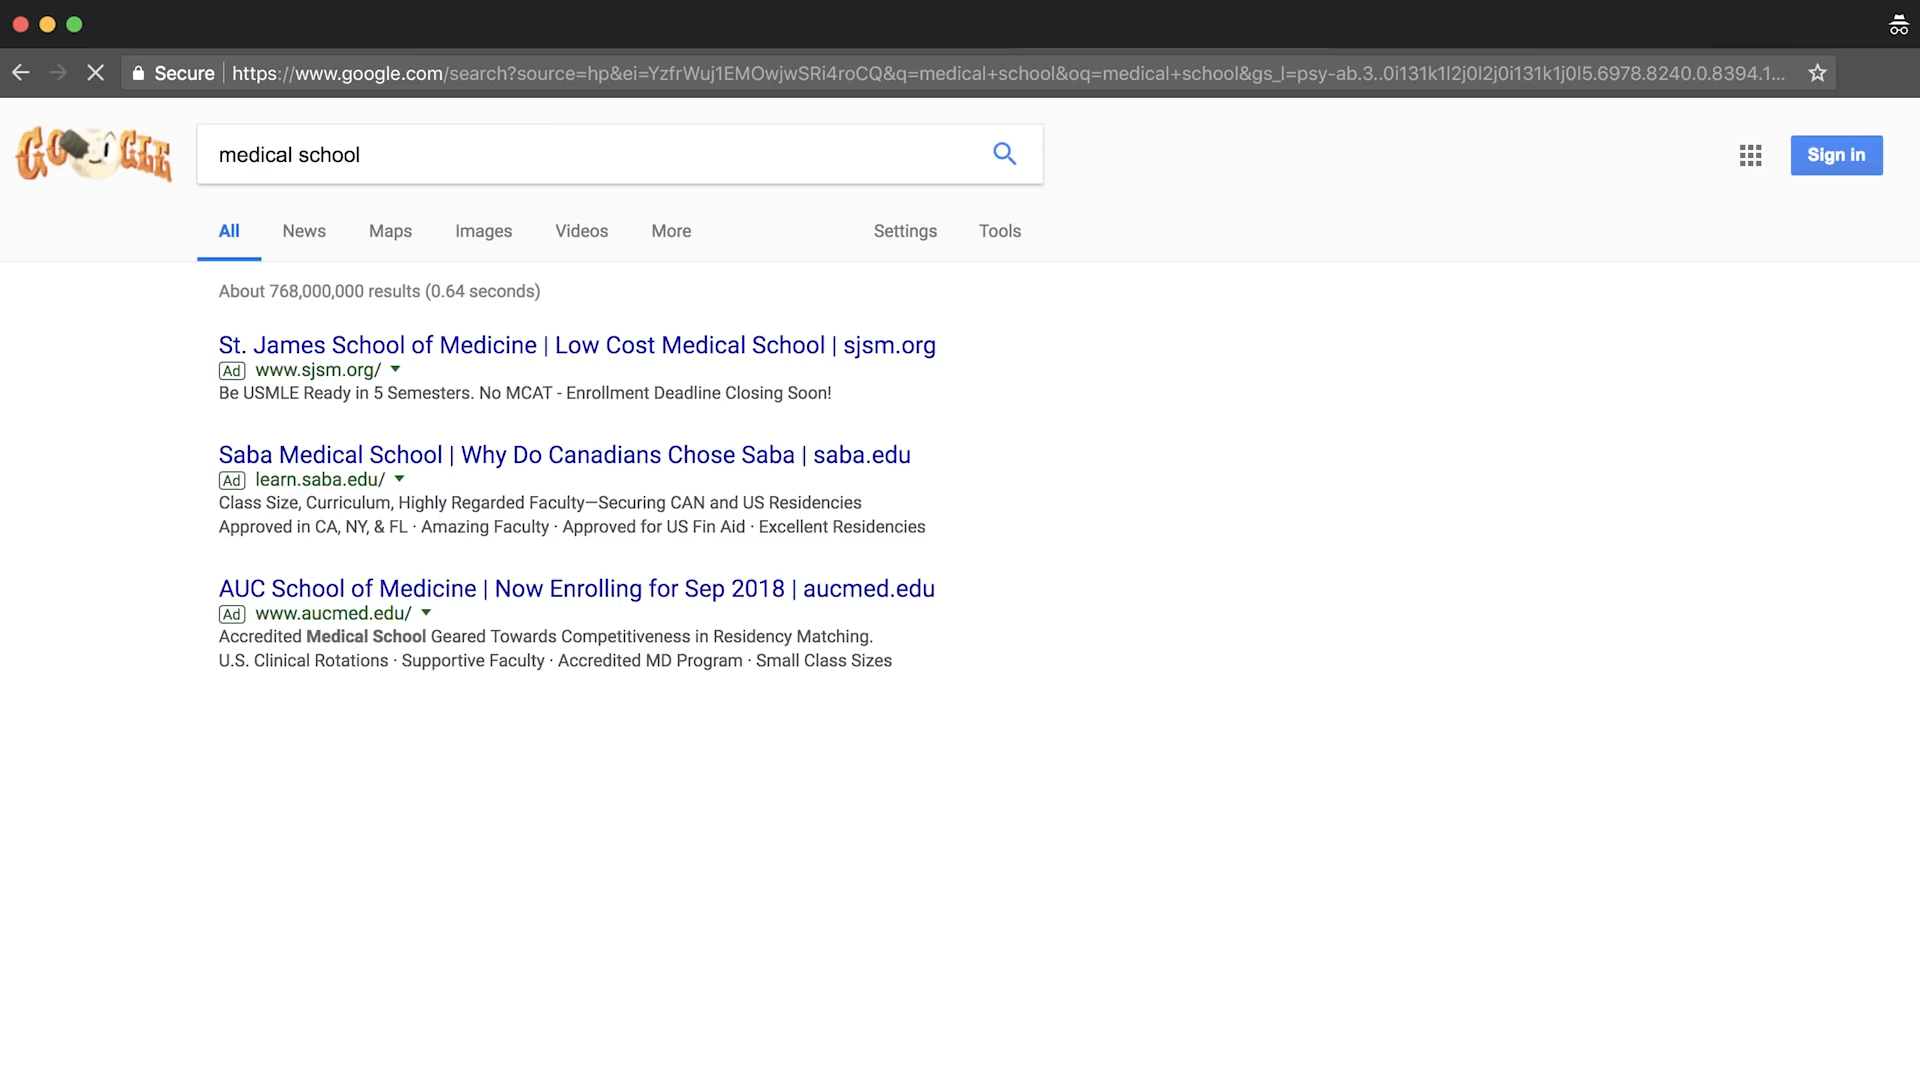 Secure https://www.google.com/search?source=hp&ei=YzfrWuj1EMOwjwSRi4roCQ&q=medical+school&oq=medical+school&gs_l=psy-ab.3..0i131k1l2j0l2j0i131k1j0l5.6978.8240.0.8394.1...
GOOGLE
medical school
Sign in
All News Maps Images Videos More Settings Tools
About 768,000,000 results (0.64 seconds)
St. James School of Medicine | Low Cost Medical School | sjsm.org
Ad www.sjsm.org/
Be USMLE Ready in 5 Semesters. No MCAT - Enrollment Deadline Closing Soon!
Saba Medical School | Why Do Canadians Chose Saba | saba.edu
Ad learn.saba.edu/
Class Size, Curriculum, Highly Regarded Faculty—Securing CAN and US Residencies
Approved in CA, NY, & FL · Amazing Faculty · Approved for US Fin Aid · Excellent Residencies
AUC School of Medicine | Now Enrolling for Sep 2018 | aucmed.edu
Ad www.aucmed.edu/
Accredited Medical School Geared Towards Competitiveness in Residency Matching.
U.S. Clinical Rotations · Supportive Faculty · Accredited MD Program · Small Class Sizes